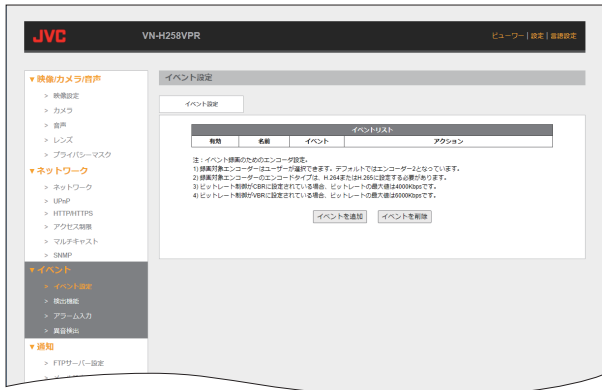 JVC VN-H258VPR ビューワー | 設定 | 言語設定
▼映像/カメラ/音声
> 映像設定
> カメラ
> 音声
> レンズ
> プライバシーマスク
▼ネットワーク
> ネットワーク
> UPnP
> HTTP/HTTPS
> アクセス制限
> マルチキャスト
> SNMP
▼イベント
> イベント設定
> 検出機能
> アラーム入力
> 異音検出
▼通知
> FTPサーバー設定
イベント設定
イベント設定
イベントリスト
有効 名前 イベント アクション
注：イベント録画のためのエンコーダ設定。
1) 録画対象エンコーダーはユーザーが選択できます。デフォルトではエンコーダー2となっています。
2) 録画対象エンコーダーのエンコードタイプは、H.264またはH.265に設定する必要があります。
3) ビットレート制御がCBRに設定されている場合、ビットレートの最大値は4000Kbpsです。
4) ビットレート制御がVBRに設定されている場合、ビットレートの最大値は6000Kbpsです。
イベントを追加 イベントを削除